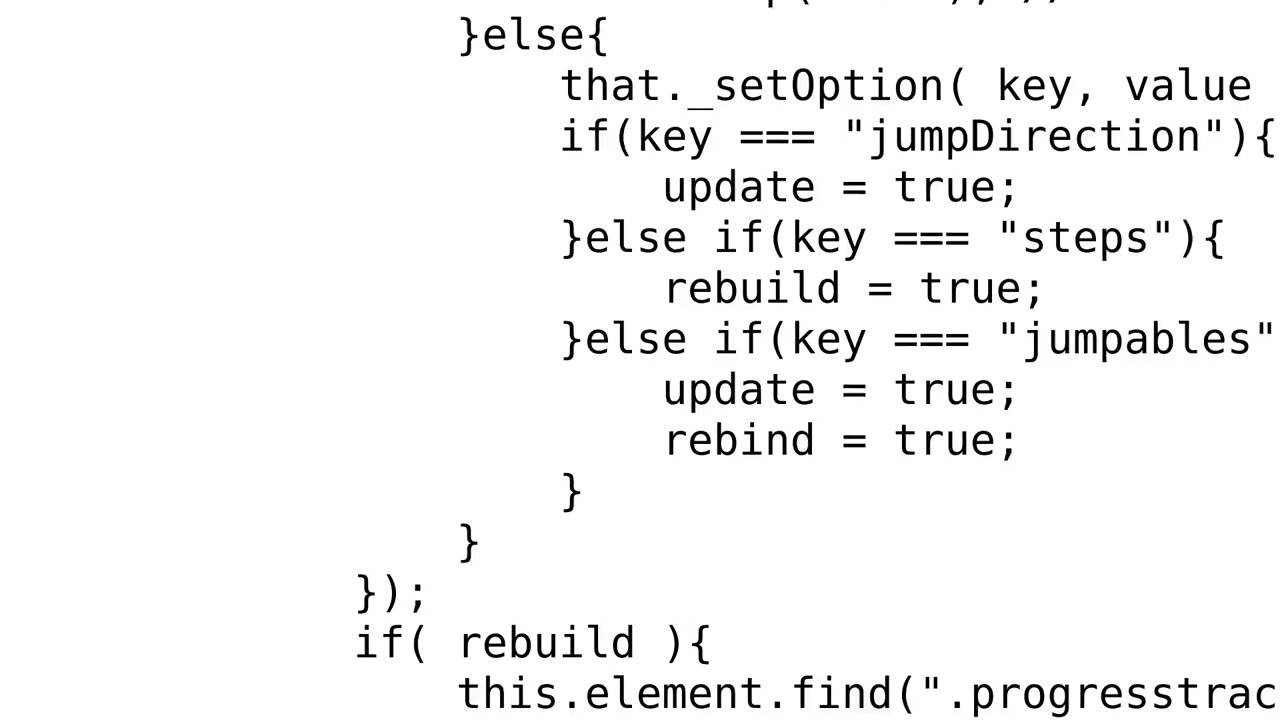 }else{
that._setOption( key, value
if(key === "jumpDirection"){
update = true;
}else if(key === "steps"){
rebuild = true;
}else if(key === "jumpables"
update = true;
rebind = true;
}
}
});
if( rebuild ){
this.element.find(".progresstrac